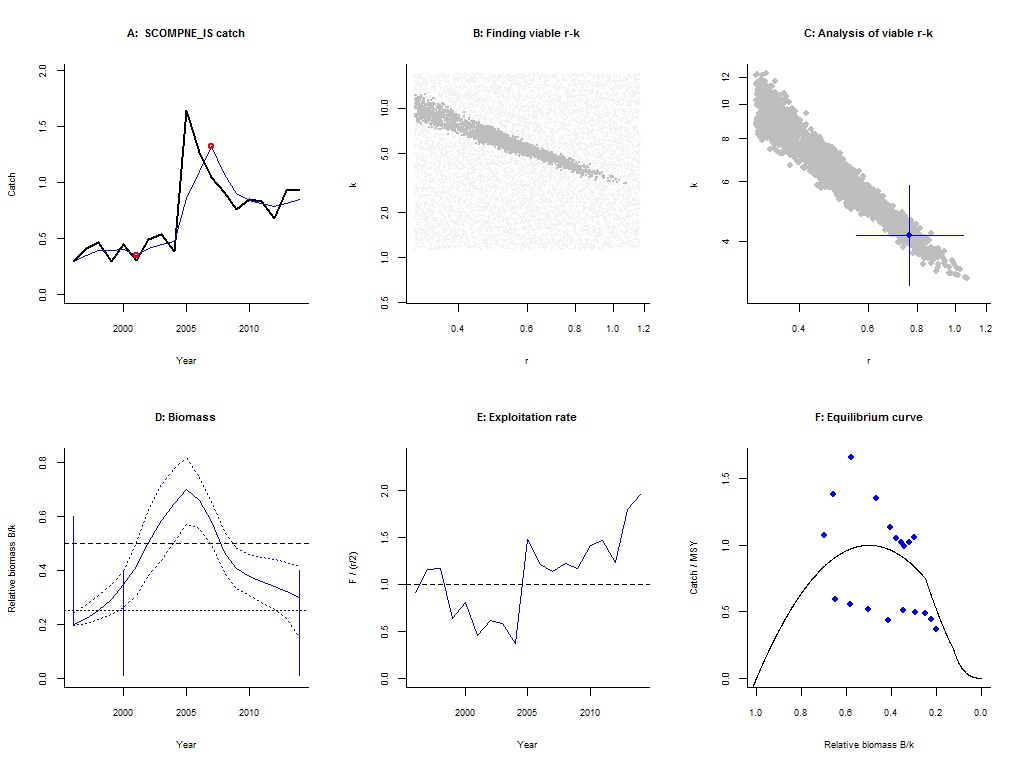 A:  SCOMPNE_IS catch
B: Finding viable r-k
C: Analysis of viable r-k
Catch
2.0
1.5
1.0
0.5
0.0
2000 2005 2010
Year
k
10.0
5.0
2.0
1.0
0.5
0.4 0.6 0.8 1.0 1.2
r
k
12
10
8
6
4
0.4 0.6 0.8 1.0 1.2
r
D: Biomass
E: Exploitation rate
F: Equilibrium curve
Relative biomass B/k
0.8
0.6
0.4
0.2
0.0
2000 2005 2010
Year
F / (r/2)
2.0
1.5
1.0
0.5
0.0
2000 2005 2010
Year
Catch / MSY
1.5
1.0
0.5
0.0
1.0 0.8 0.6 0.4 0.2 0.0
Relative biomass B/k